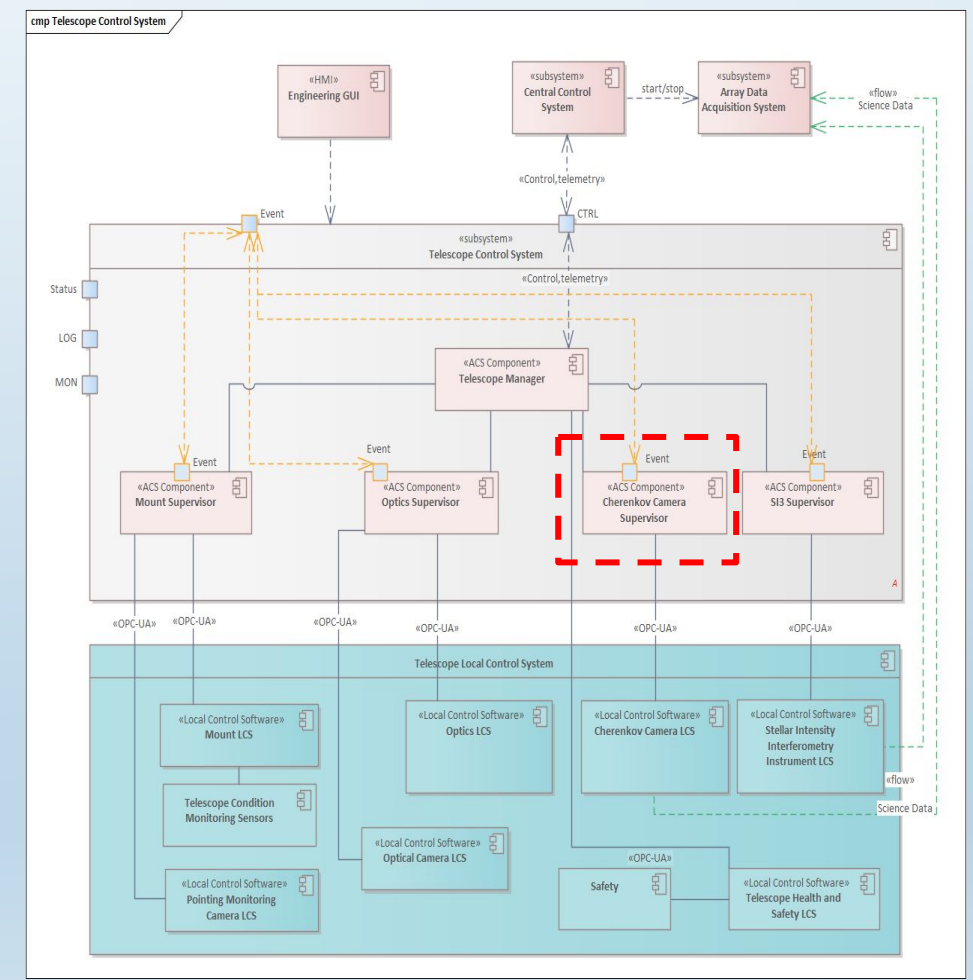 cmp Telescope Control System
«HMI»
Engineering GUI
«subsystem»
Central Control
System
start/stop
«subsystem»
Array Data
Acquisition System
«flow»
Science Data
«Control,telemetry»
Event
CTRL
«subsystem»
Telescope Control System
Status
LOG
MON
«Control,telemetry»
«ACS Component»
Telescope Manager
Event
«ACS Component»
Mount Supervisor
Event
«ACS Component»
Optics Supervisor
Event
«ACS Component»
Cherenkov Camera
Supervisor
Event
«ACS Component»
SI3 Supervisor
A
«OPC-UA»
«OPC-UA»
«OPC-UA»
«OPC-UA»
«OPC-UA»
«OPC-UA»
Telescope Local Control System
«Local Control Software»
Mount LCS
«Local Control Software»
Optics LCS
«Local Control Software»
Cherenkov Camera LCS
«Local Control Software»
Stellar Intensity
Interferometry
Instrument LCS
«flow»
Science Data
Telescope Condition
Monitoring Sensors
«Local Control Software»
Optical Camera LCS
«OPC-UA»
«Local Control Software»
Pointing Monitoring
Camera LCS
Safety
«Local Control Software»
Telescope Health and
Safety LCS